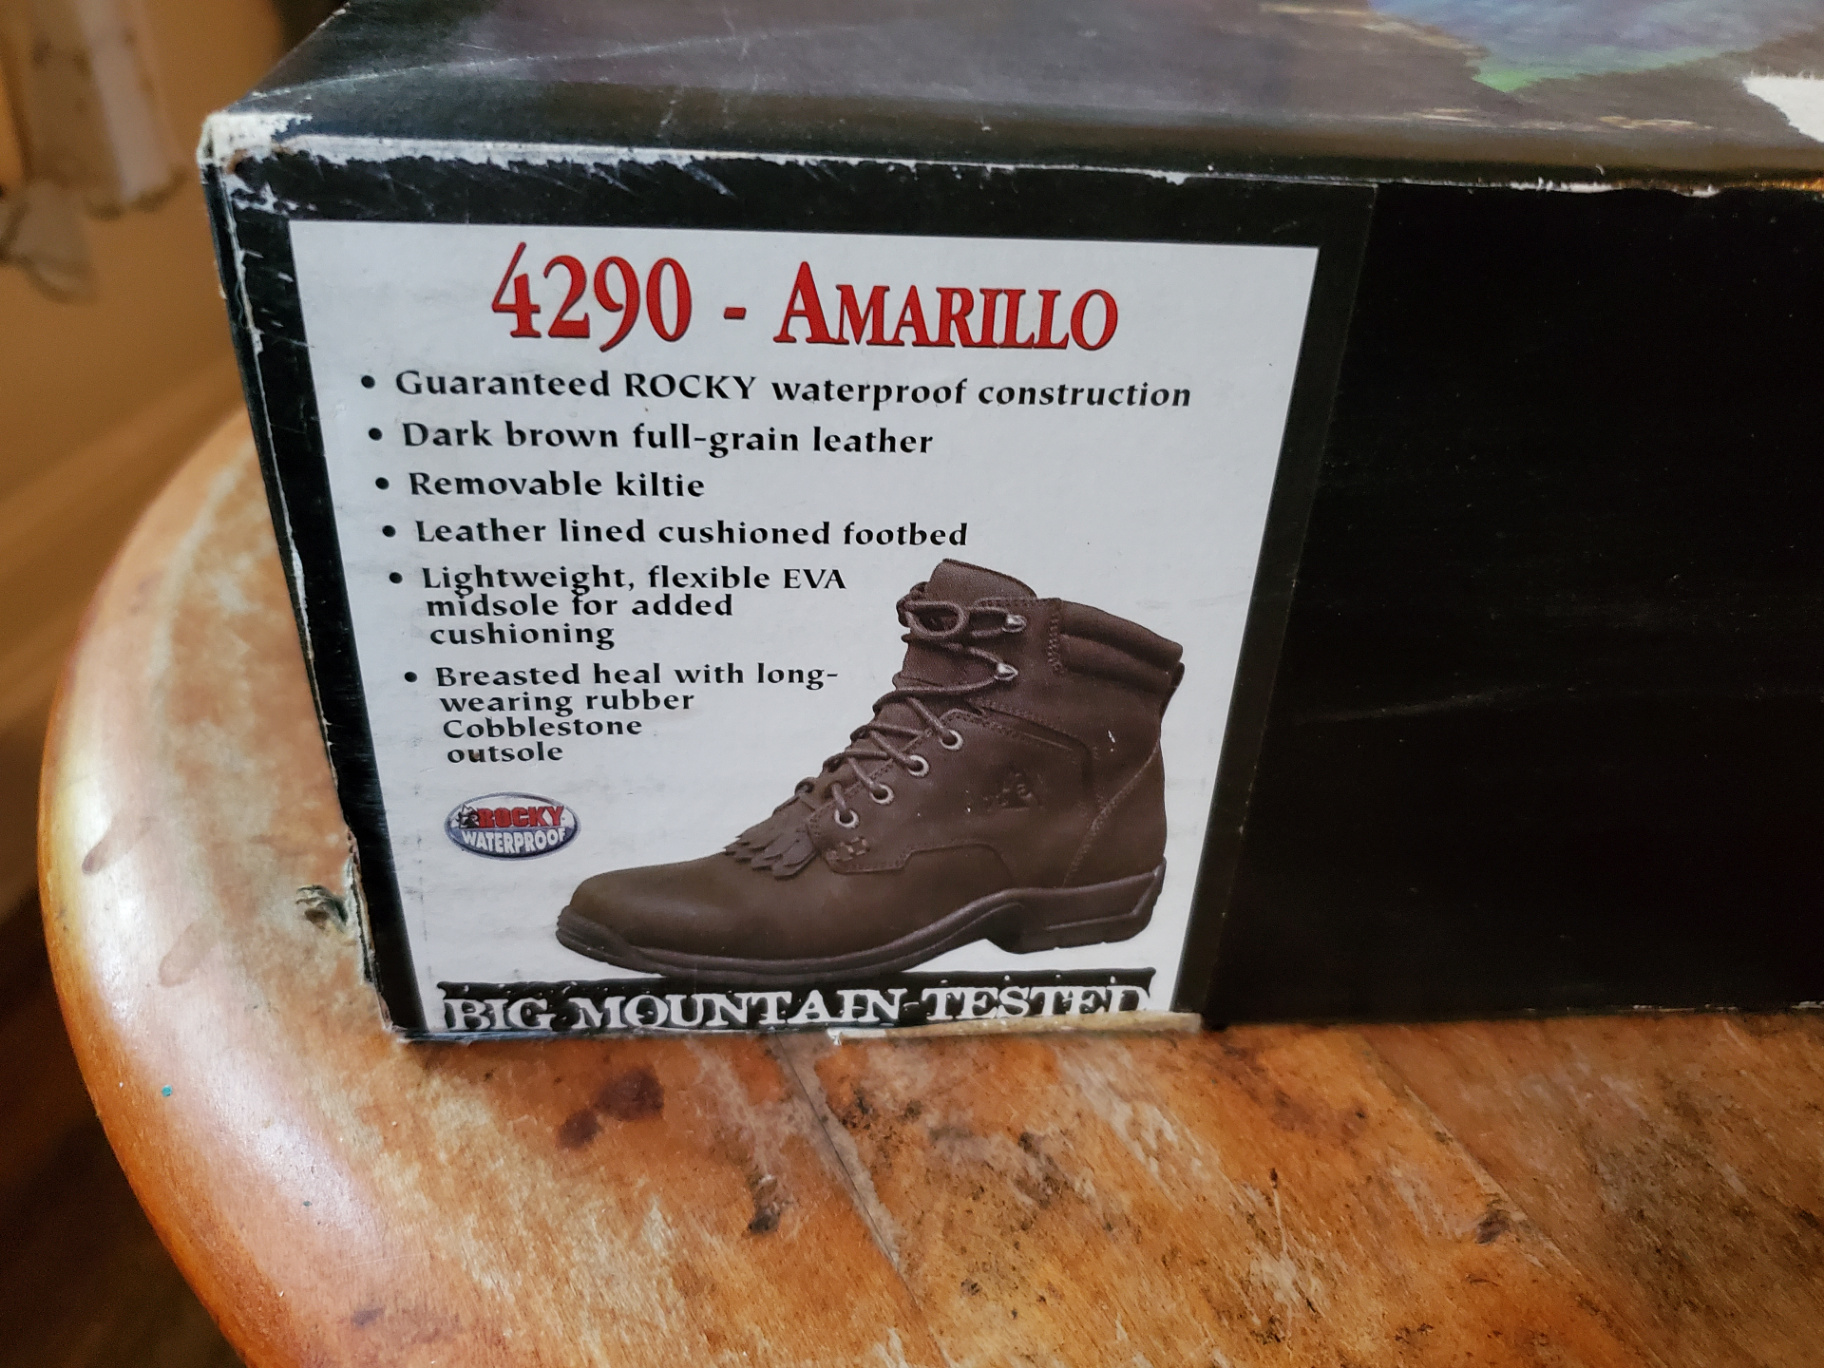 4290 - AMARILLO
• Guaranteed ROCKY waterproof construction
• Dark brown full-grain leather
• Removable kiltie
• Leather lined cushioned footbed
• Lightweight, flexible EVA
midsole for added
cushioning
• Breasted heal with long-
wearing rubber
Cobblestone
outsole
ROCKY
WATERPROOF
BIG MOUNTAIN-TESTED